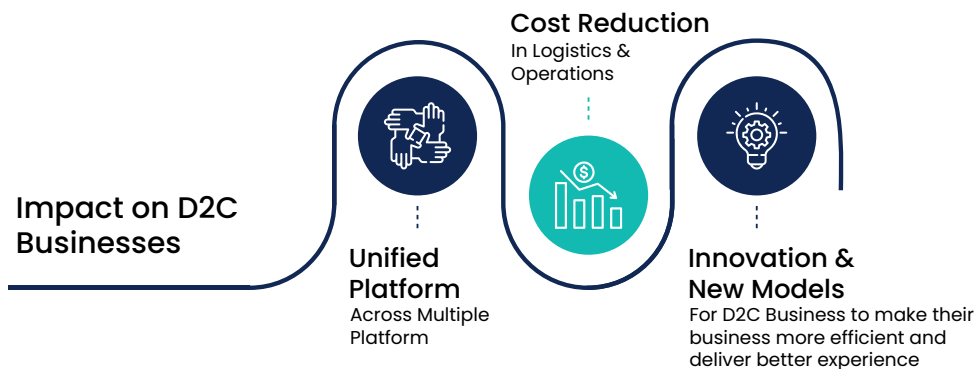 Impact on D2C
Businesses
Unified
Platform
Across Multiple
Platform
Cost Reduction
In Logistics &
Operations
$
Innovation &
New Models
For D2C Business to make their
business more efficient and
deliver better experience